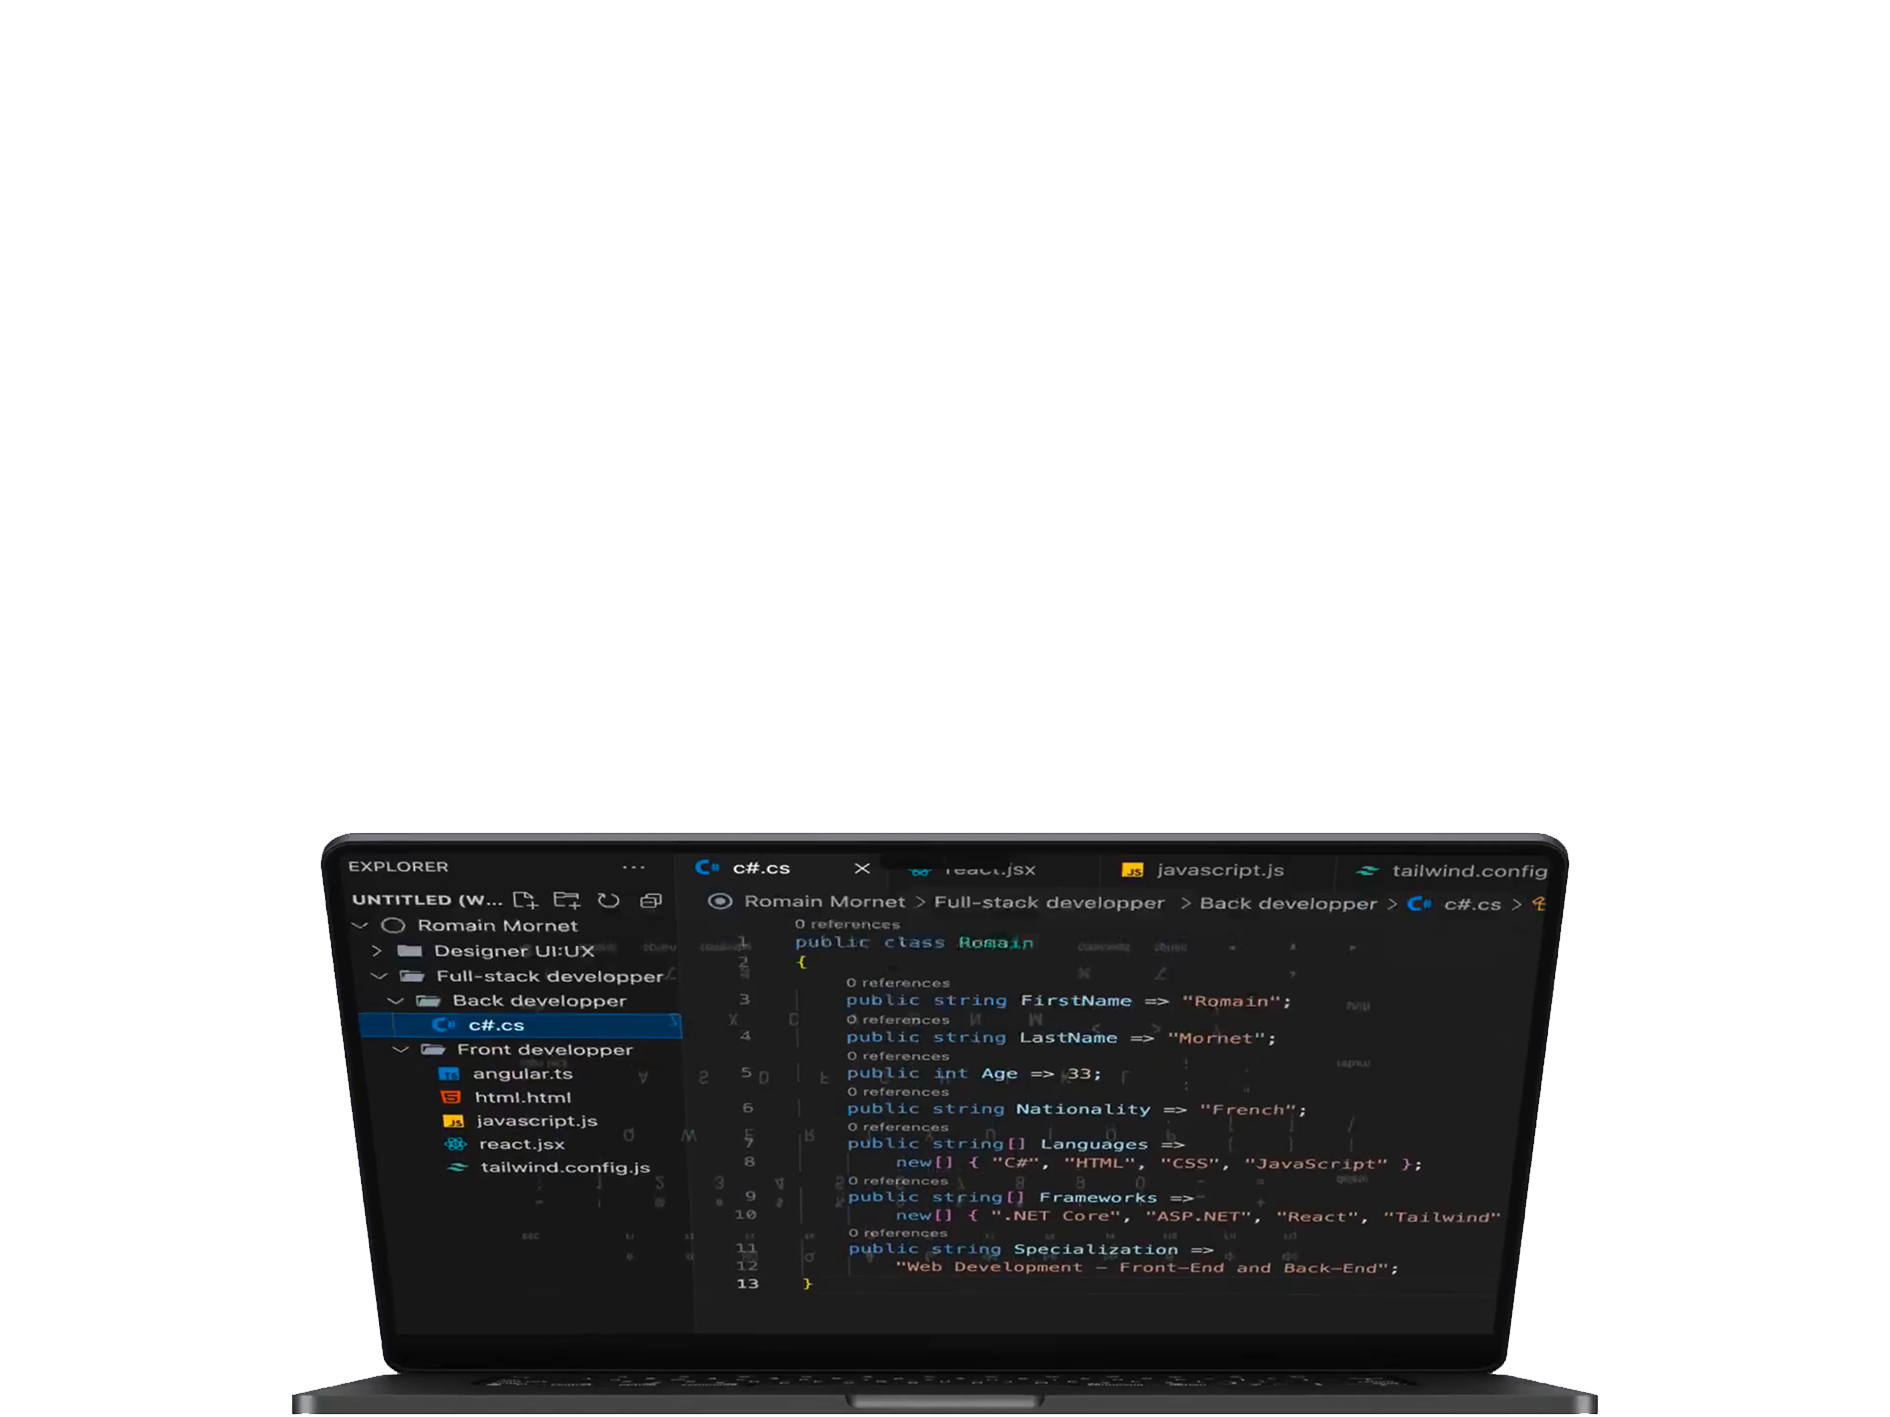 EXPLORER
UNTITLED (W...
Romain Mornet
Designer UI:UX
Full-stack developper
Back developper
c#.cs
Front developper
angular.ts
html.html
javascript.js
react.jsx
tailwind.config.js
c#.cs
react.jsx
javascript.js
tailwind.config
Romain Mornet > Full-stack developper > Back developper > c#.cs >
0 references
1 public class Romain
2 {
0 references
3 public string FirstName => "Romain";
0 references
4 public string LastName => "Mornet";
0 references
5 public int Age => 33;
0 references
6 public string Nationality => "French";
0 references
7 public string[] Languages =>
8 new[] { "C#", "HTML", "CSS", "JavaScript" };
0 references
9 public string[] Frameworks =>
10 new[] { ".NET Core", "ASP.NET", "React", "Tailwind"
0 references
11 public string Specialization =>
12 "Web Development – Front-End and Back-End";
13 }